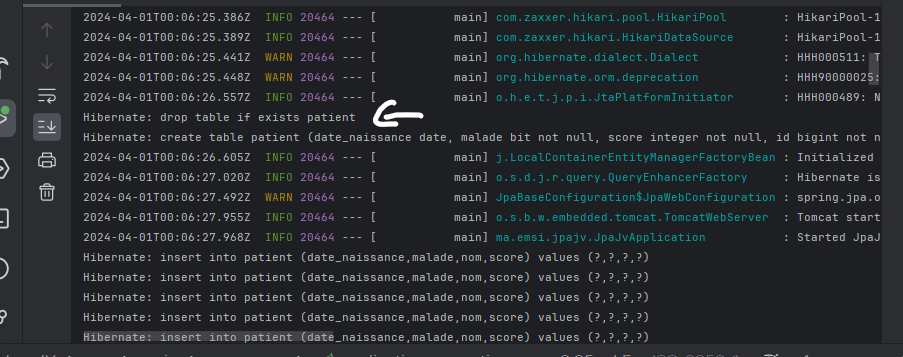 2024-04-01T00:06:25.386Z  INFO 20464 --- [           main] com.zaxxer.hikari.pool.HikariPool        : HikariPool-1
2024-04-01T00:06:25.389Z  INFO 20464 --- [           main] com.zaxxer.hikari.HikariDataSource       : HikariPool-1
2024-04-01T00:06:25.441Z  WARN 20464 --- [           main] org.hibernate.dialect.Dialect            : HHH000511: T
2024-04-01T00:06:25.448Z  WARN 20464 --- [           main] org.hibernate.orm.deprecation            : HHH90000025:
2024-04-01T00:06:26.557Z  INFO 20464 --- [           main] o.h.e.t.j.p.i.JtaPlatformInitiator       : HHH000489: N
Hibernate: drop table if exists patient
Hibernate: create table patient (date_naissance date, malade bit not null, score integer not null, id bigint not n
2024-04-01T00:06:26.605Z  INFO 20464 --- [           main] j.LocalContainerEntityManagerFactoryBean : Initialized
2024-04-01T00:06:27.020Z  INFO 20464 --- [           main] o.s.d.j.r.query.QueryEnhancerFactory     : Hibernate is
2024-04-01T00:06:27.492Z  WARN 20464 --- [           main] JpaBaseConfiguration$JpaWebConfiguration : spring.jpa.o
2024-04-01T00:06:27.955Z  INFO 20464 --- [           main] o.s.b.w.embedded.tomcat.TomcatWebServer  : Tomcat start
2024-04-01T00:06:27.968Z  INFO 20464 --- [           main] ma.emsi.jpajv.JpaJvApplication           : Started JpaJ
Hibernate: insert into patient (date_naissance,malade,nom,score) values (?,?,?,?)
Hibernate: insert into patient (date_naissance,malade,nom,score) values (?,?,?,?)
Hibernate: insert into patient (date_naissance,malade,nom,score) values (?,?,?,?)
Hibernate: insert into patient (date_naissance,malade,nom,score) values (?,?,?,?)
Hibernate: insert into patient (date_naissance,malade,nom,score) values (?,?,?,?)